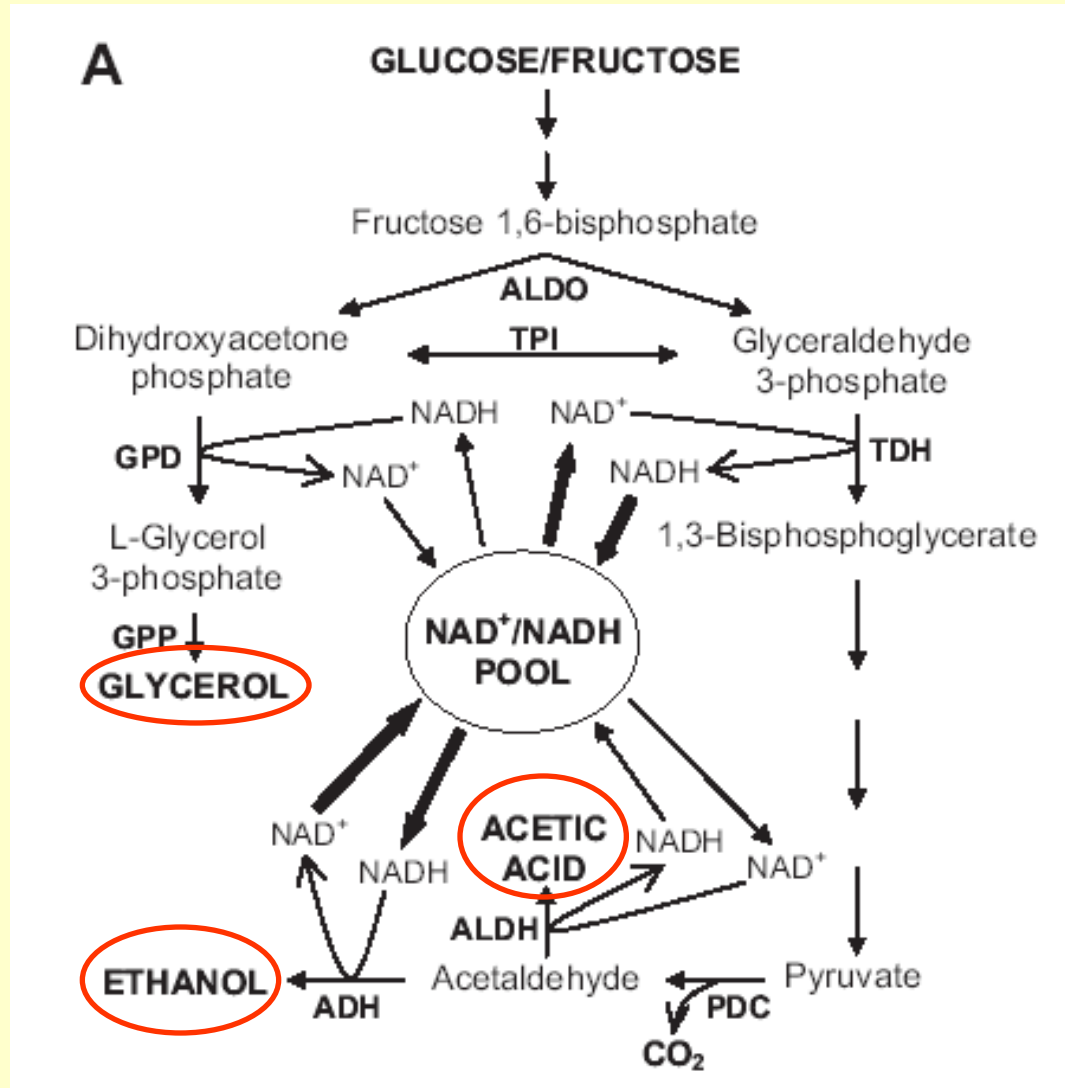 A
GLUCOSE/FRUCTOSE
Fructose 1,6-bisphosphate
ALDO
Dihydroxyacetone
phosphate
TPI
Glyceraldehyde
3-phosphate
NADH
NAD⁺
GPD
NAD⁺
NADH
TDH
L-Glycerol
3-phosphate
1,3-Bisphosphoglycerate
GPP
GLYCEROL
NAD⁺/NADH
POOL
NAD⁺
NADH
ACETIC
ACID
NADH
NAD⁺
ALDH
ETHANOL
ADH
Acetaldehyde
Pyruvate
PDC
CO₂